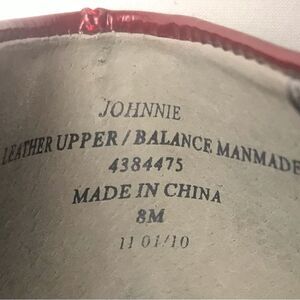 JOHNNIE
LEATHER UPPER / BALANCE MANMADE
4384475
MADE IN CHINA
8M
11 01/10